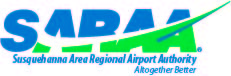 SARAA
Susquehanna Area Regional Airport Authority
Altogether Better